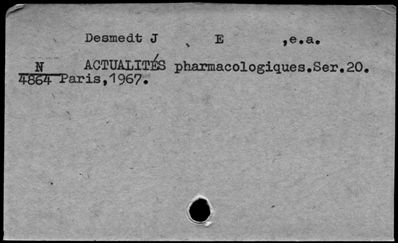 Desmedt J E ,e.a.
N ACTUALITÉS pharmacologiques.Ser.20.
4864 Paris,1967.